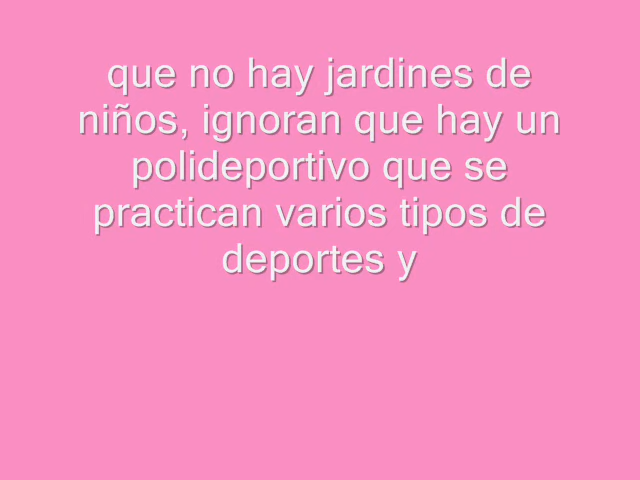 que no hay jardines de
niños, ignoran que hay un
polideportivo que se
practican varios tipos de
deportes y